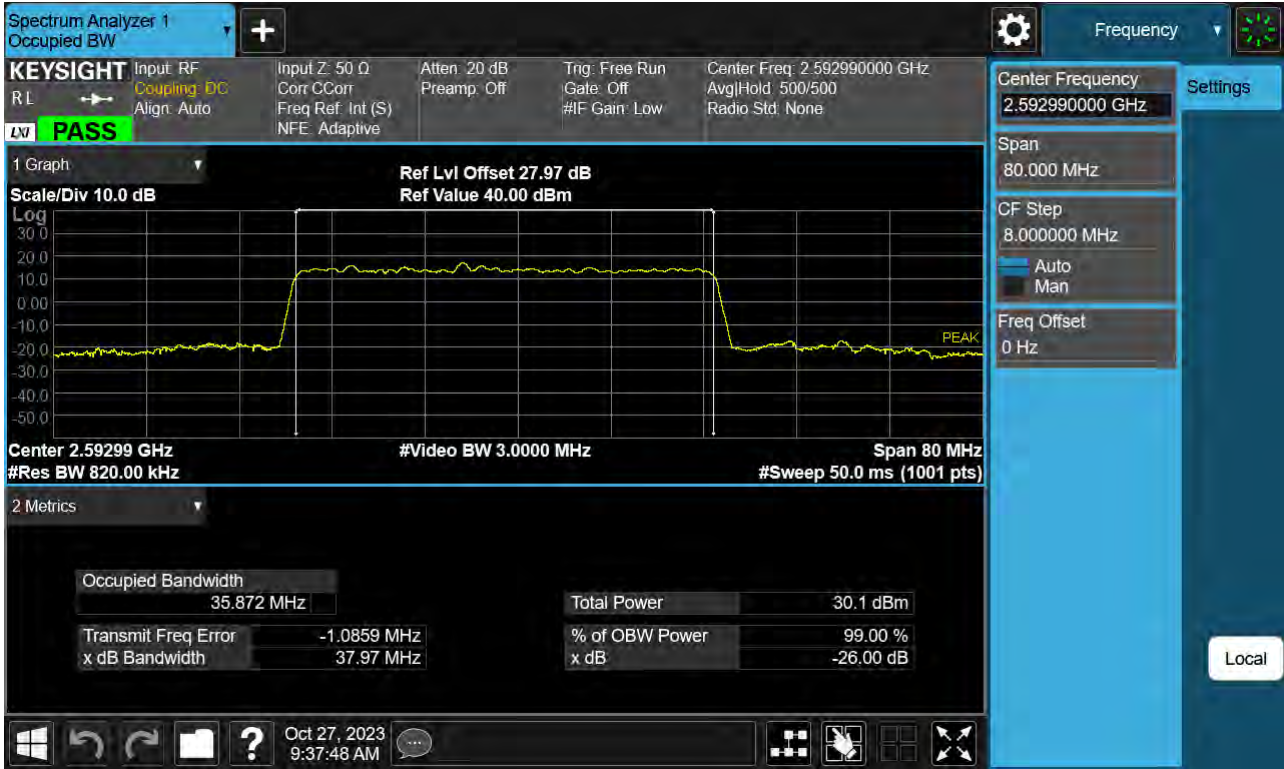 Spectrum Analyzer 1
Occupied BW
+
Frequency
KEYSIGHT
R L
LXI PASS
Input: RF
Coupling: DC
Align: Auto
Input Z: 50 Ω
Corr CCorr
Freq Ref: Int (S)
NFE: Adaptive
Atten: 20 dB
Preamp: Off
Trig: Free Run
Gate: Off
#IF Gain: Low
Center Freq: 2.592990000 GHz
Avg|Hold: 500/500
Radio Std: None
Center Frequency
2.592990000 GHz
Settings
Span
80.000 MHz
CF Step
8.000000 MHz
Auto
Man
Freq Offset
0 Hz
Local
1 Graph
Scale/Div 10.0 dB
Ref Lvl Offset 27.97 dB
Ref Value 40.00 dBm
Log
30.0
20.0
10.0
0.00
-10.0
-20.0
-30.0
-40.0
-50.0
PEAK
Center 2.59299 GHz
#Res BW 820.00 kHz
#Video BW 3.0000 MHz
Span 80 MHz
#Sweep 50.0 ms (1001 pts)
2 Metrics
Occupied Bandwidth
35.872 MHz
Total Power 30.1 dBm
Transmit Freq Error -1.0859 MHz
% of OBW Power 99.00 %
x dB Bandwidth 37.97 MHz
x dB -26.00 dB
?
Oct 27, 2023
9:37:48 AM